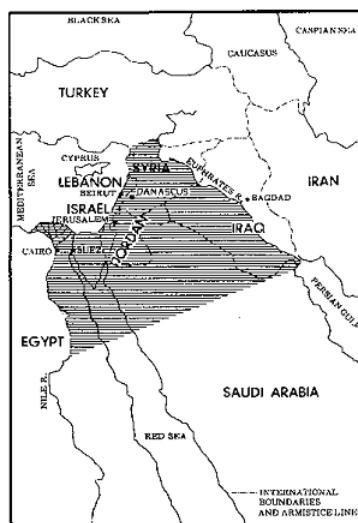 BLACK SEA
CASPIAN SEA
CAUCASUS
TURKEY
MEDITERRANEAN
SEA
CYPRUS
SYRIA
EUPHRATES R.
IRAN
LEBANON
BEIRUT
DAMASCUS
BAGDAD
ISRAEL
JERUSALEM
JORDAN
IRAQ
CAIRO
SUEZ
PERSIAN GULF
EGYPT
SAUDI ARABIA
NILE R.
RED SEA
INTERNATIONAL
BOUNDARIES
AND ARMISTICE LINE